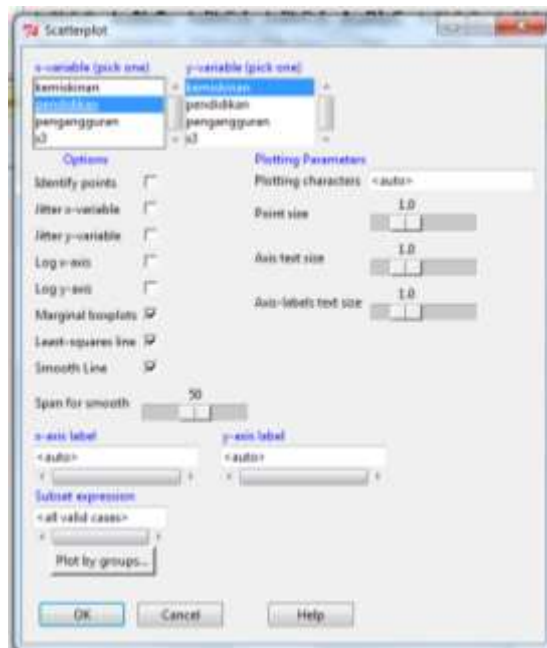 Scatterplot
x-variable (pick one) y-variable (pick one)
kemiskinan kemiskinan
pendidikan pendidikan
pengangguran pengangguran
x3 x3
Options Plotting Parameters
Identify points Plotting characters <auto>
Jitter x-variable Point size 1.0
Jitter y-variable
Log x-axis Axis text size 1.0
Log y-axis
Marginal boxplots Axis-labels text size 1.0
Least-squares line
Smooth Line
Span for smooth 50
x-axis label y-axis label
<auto> <auto>
Subset expression
<all valid cases>
Plot by groups...
OK Cancel Help